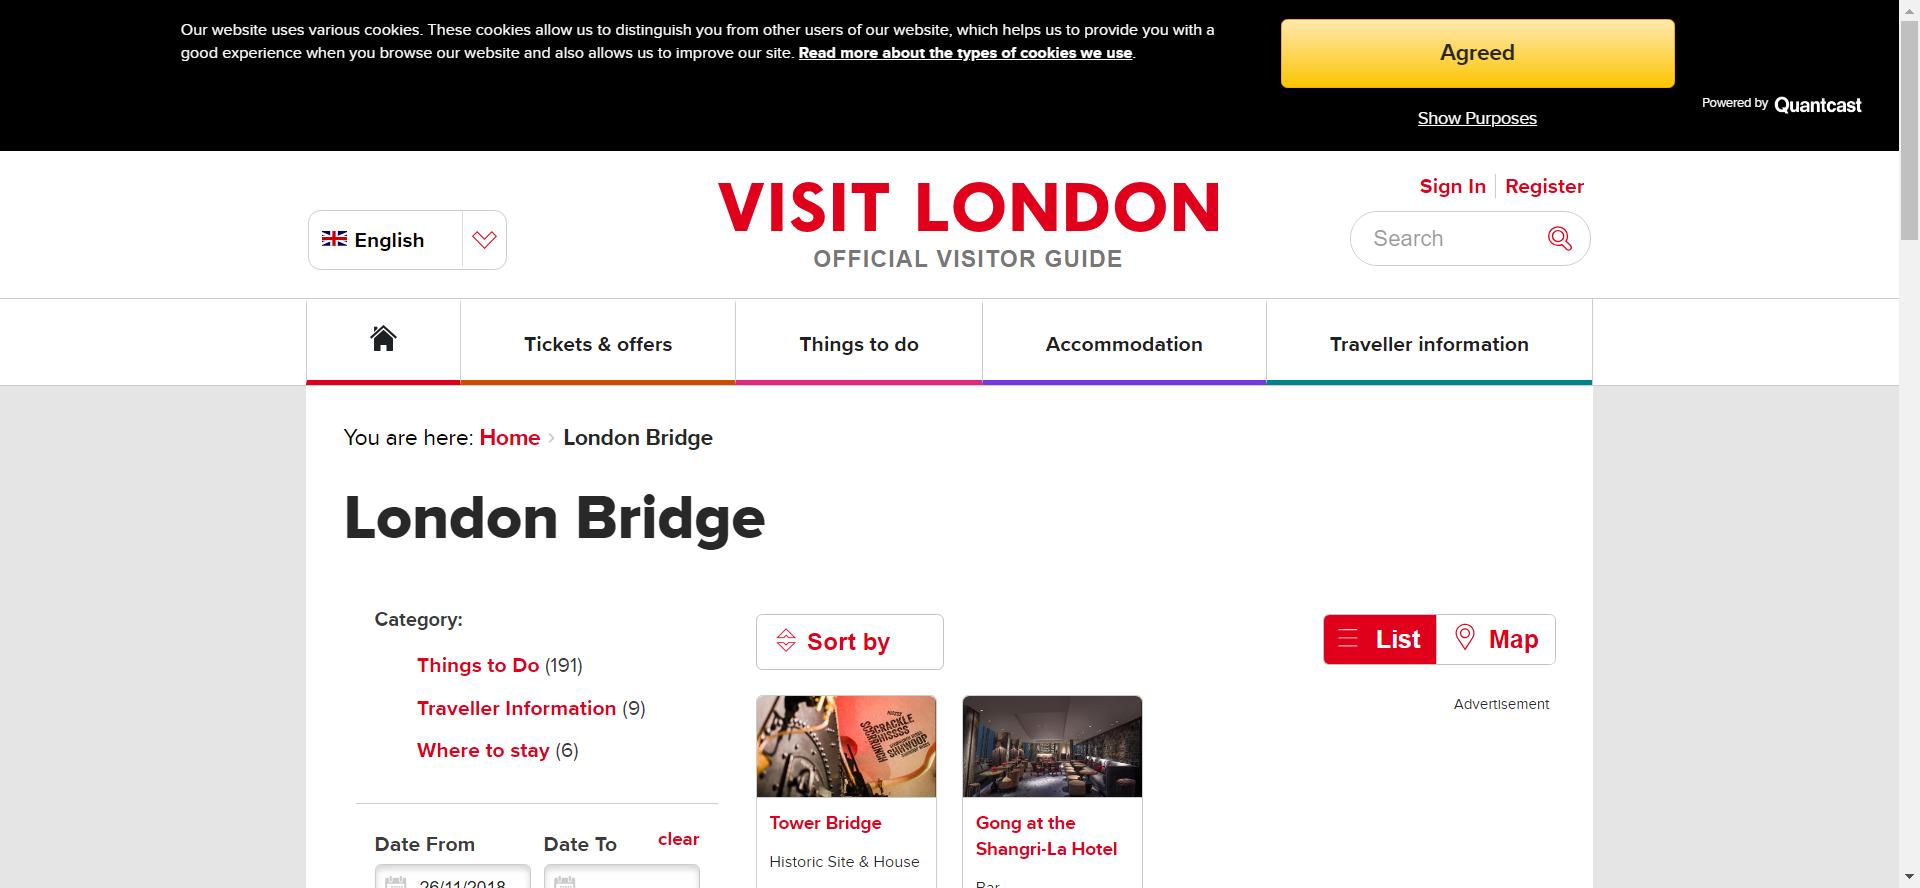 Our website uses various cookies. These cookies allow us to distinguish you from other users of our website, which helps us to provide you with a
good experience when you browse our website and also allows us to improve our site. Read more about the types of cookies we use.
Agreed
Show Purposes
Powered by Quantcast
Sign In Register
English
VISIT LONDON
OFFICIAL VISITOR GUIDE
Search
Tickets & offers
Things to do
Accommodation
Traveller information
You are here: Home › London Bridge
London Bridge
Category:
Things to Do (191)
Traveller Information (9)
Where to stay (6)
Date From
Date To
clear
26/11/2018
Sort by
List
Map
Advertisement
CRACKLE
HISSSS
SHOWOOP
Tower Bridge
Historic Site & House
Gong at the
Shangri-La Hotel
Bar